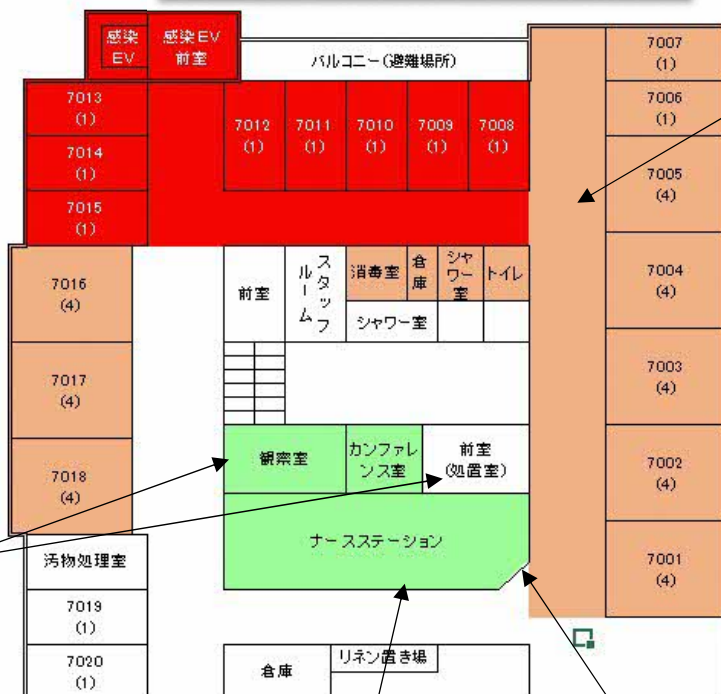 感染
EV
感染EV
前室
バルコニー(避難場所)
7007
(1)
7013
(1)
7012
(1)
7011
(1)
7010
(1)
7009
(1)
7008
(1)
7006
(1)
7014
(1)
7005
(4)
7015
(1)
7016
(4)
前室
スタッフ
ルーム
消毒室
倉庫
シャワー室
トイレ
7004
(4)
シャワー室
7017
(4)
7003
(4)
7018
(4)
観察室
カンファレ
ンス室
前室
(処置室)
7002
(4)
ナースステーション
汚物処理室
7001
(4)
7019
(1)
7020
(1)
倉庫
リネン置き場